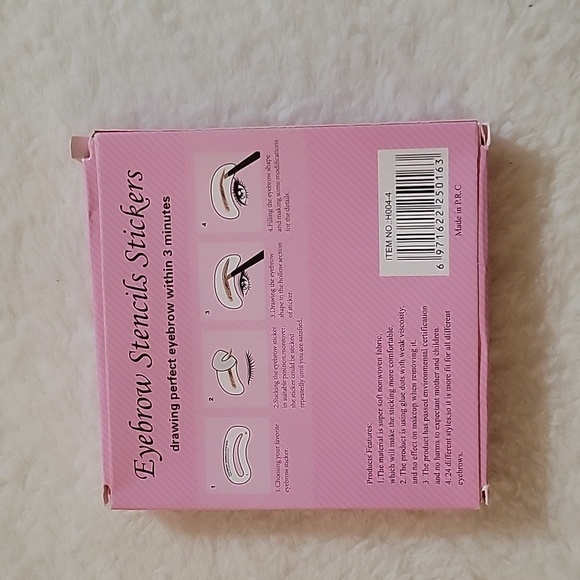 Eyebrow Stencils Stickers
drawing perfect eyebrow within 3 minutes
1
2
3
4
1.Choosing your favorite
eyebrow sticker.
2.Sticking the eyebrow sticker
in suitable position,moreover,
the sticker could be sticked
repeatedly until you are satisfied.
3.Drawing the eyebrow
shape in the hollow section
of sticker.
4.Filling the eyebrow shape
and making some modifications
for the details.
Products Features:
1.The material is super soft nonwoven fabric,
which will make the sticking more comfortable.
2. The product is using glue dots with weak viscosity,
and no effect on makeup when removing it.
3. The product has passed environmental certification
and no harms to expectant mother and children.
4. 24 different styles,so it is more fit for all different
eyebrows.
ITEM NO.:H004-4
6 971622 250163
Made in P.R.C